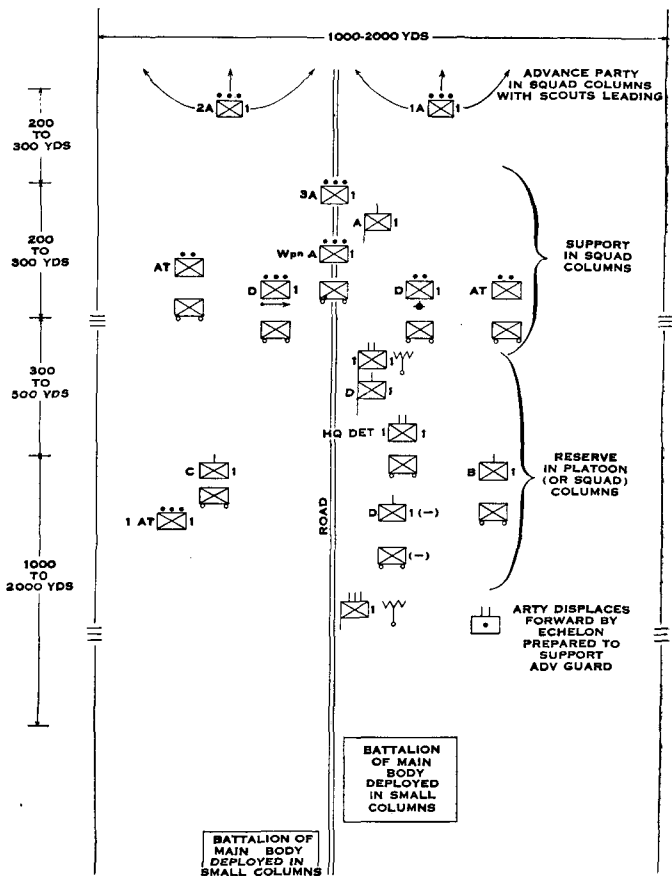 1000-2000 YDS
ADVANCE PARTY
IN SQUAD COLUMNS
WITH SCOUTS LEADING
2A 1
1A 1
200
TO
300 YDS
3A 1
A 1
200
TO
300 YDS
Wpn A 1
SUPPORT
IN SQUAD
COLUMNS
AT
D 1
D 1
AT
300
TO
500 YDS
1 1
D 1
HQ DET 1 1
RESERVE
IN PLATOON
(OR SQUAD)
COLUMNS
C 1
B 1
1 AT 1
D 1 (-)
ROAD
(-)
1000
TO
2000 YDS
1
ARTY DISPLACES
FORWARD BY
ECHELON
PREPARED TO
SUPPORT
ADV GUARD
BATTALION
OF MAIN
BODY
DEPLOYED
IN SMALL
COLUMNS
BATTALION OF
MAIN BODY
DEPLOYED IN
SMALL COLUMNS